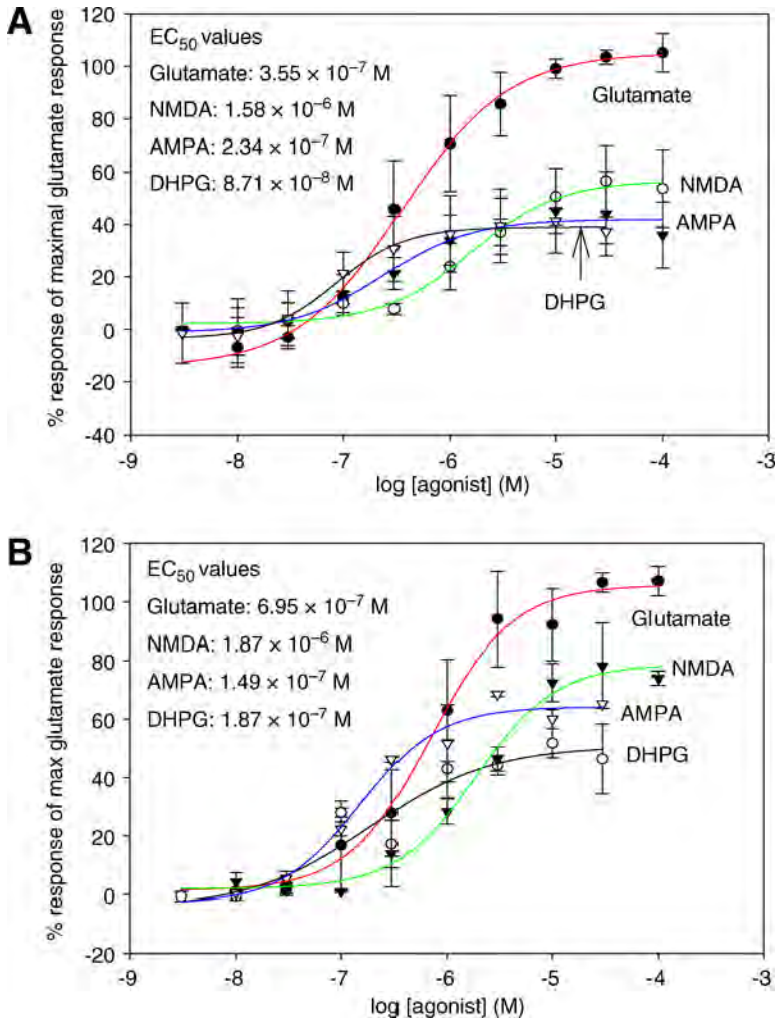 A
120
100
80
60
40
20
0
-20
-40
% response of maximal glutamate response
EC50 values
Glutamate: 3.55 × 10⁻⁷ M
NMDA: 1.58 × 10⁻⁶ M
AMPA: 2.34 × 10⁻⁷ M
DHPG: 8.71 × 10⁻⁸ M
Glutamate
NMDA
AMPA
DHPG
-9 -8 -7 -6 -5 -4 -3
log [agonist] (M)
B
120
100
80
60
40
20
0
-20
% response of max glutamate response
EC50 values
Glutamate: 6.95 × 10⁻⁷ M
NMDA: 1.87 × 10⁻⁶ M
AMPA: 1.49 × 10⁻⁷ M
DHPG: 1.87 × 10⁻⁷ M
Glutamate
NMDA
AMPA
DHPG
-9 -8 -7 -6 -5 -4 -3
log [agonist] (M)